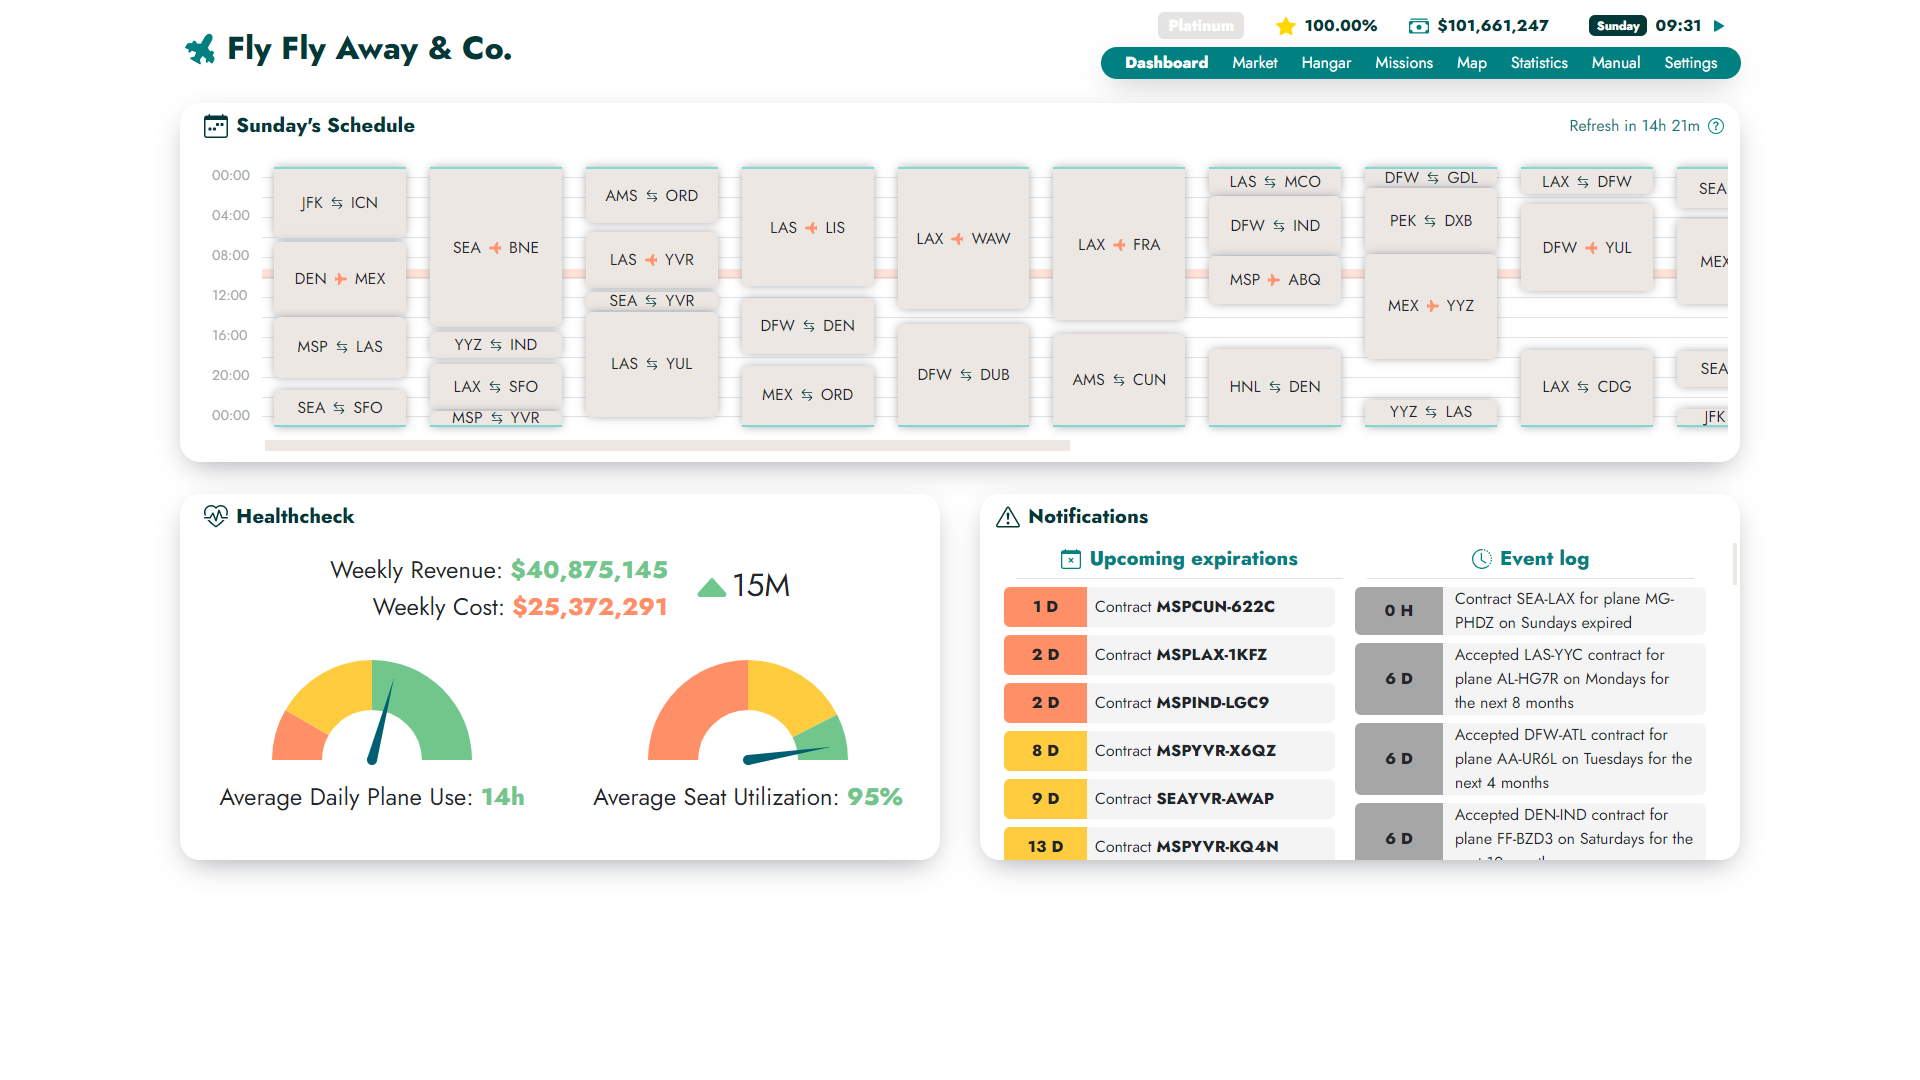 Fly Fly Away & Co.
Platinum
100.00%
$101,661,247
Sunday 09:31
Dashboard Market Hangar Missions Map Statistics Manual Settings
Sunday's Schedule
Refresh in 14h 21m ?
00:00
04:00
08:00
12:00
16:00
20:00
00:00
JFK ICN
DEN MEX
MSP LAS
SEA SFO
SEA BNE
YYZ IND
LAX SFO
MSP YVR
AMS ORD
LAS YVR
SEA YVR
LAS YUL
LAS LIS
DFW DEN
MEX ORD
LAX WAW
DFW DUB
LAX FRA
AMS CUN
LAS MCO
DFW IND
MSP ABQ
HNL DEN
DFW GDL
PEK DXB
MEX YYZ
YYZ LAS
LAX DFW
DFW YUL
LAX CDG
SEA
MEX
SEA
JFK
Healthcheck
Weekly Revenue: $40,875,145
Weekly Cost: $25,372,291
15M
Average Daily Plane Use: 14h
Average Seat Utilization: 95%
Notifications
Upcoming expirations
1 D Contract MSPCUN-622C
2 D Contract MSPLAX-1KFZ
2 D Contract MSPIND-LGC9
8 D Contract MSPYVR-X6QZ
9 D Contract SEAYVR-AWAP
13 D Contract MSPYVR-KQ4N
Event log
0 H
Contract SEA-LAX for plane MG-
PHDZ on Sundays expired
6 D
Accepted LAS-YYC contract for
plane AL-HG7R on Mondays for
the next 8 months
6 D
Accepted DFW-ATL contract for
plane AA-UR6L on Tuesdays for the
next 4 months
6 D
Accepted DEN-IND contract for
plane FF-BZD3 on Saturdays for the